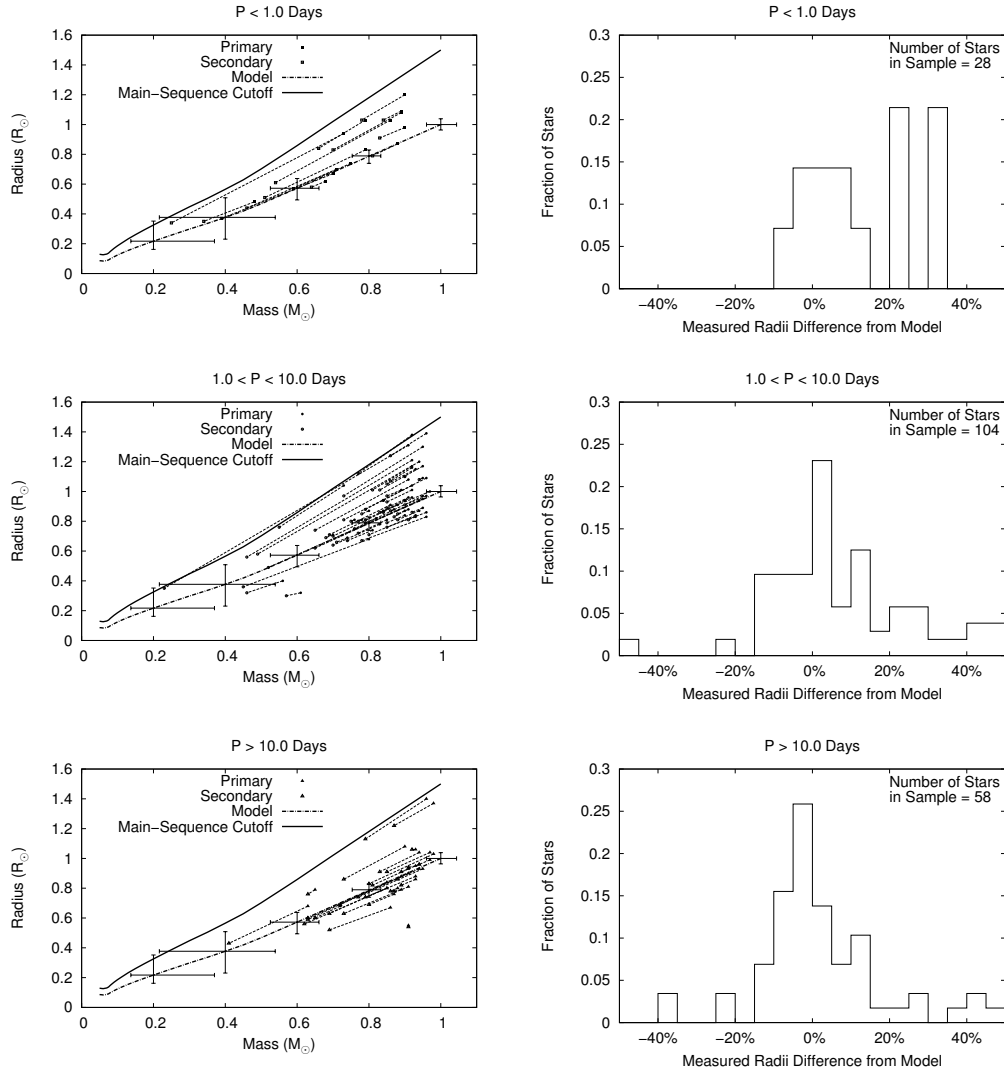 P < 1.0 Days
Radius (R☉)
1.6
1.4
1.2
1
0.8
0.6
0.4
0.2
0
Primary
Secondary
Model
Main−Sequence Cutoff
0 0.2 0.4 0.6 0.8 1
Mass (M☉)
P < 1.0 Days
Fraction of Stars
0.3
0.25
0.2
0.15
0.1
0.05
0
Number of Stars
in Sample = 28
−40% −20% 0% 20% 40%
Measured Radii Difference from Model
1.0 < P < 10.0 Days
Radius (R☉)
1.6
1.4
1.2
1
0.8
0.6
0.4
0.2
0
Primary
Secondary
Model
Main−Sequence Cutoff
0 0.2 0.4 0.6 0.8 1
Mass (M☉)
1.0 < P < 10.0 Days
Fraction of Stars
0.3
0.25
0.2
0.15
0.1
0.05
0
Number of Stars
in Sample = 104
−40% −20% 0% 20% 40%
Measured Radii Difference from Model
P > 10.0 Days
Radius (R☉)
1.6
1.4
1.2
1
0.8
0.6
0.4
0.2
0
Primary
Secondary
Model
Main−Sequence Cutoff
0 0.2 0.4 0.6 0.8 1
Mass (M☉)
P > 10.0 Days
Fraction of Stars
0.3
0.25
0.2
0.15
0.1
0.05
0
Number of Stars
in Sample = 58
−40% −20% 0% 20% 40%
Measured Radii Difference from Model